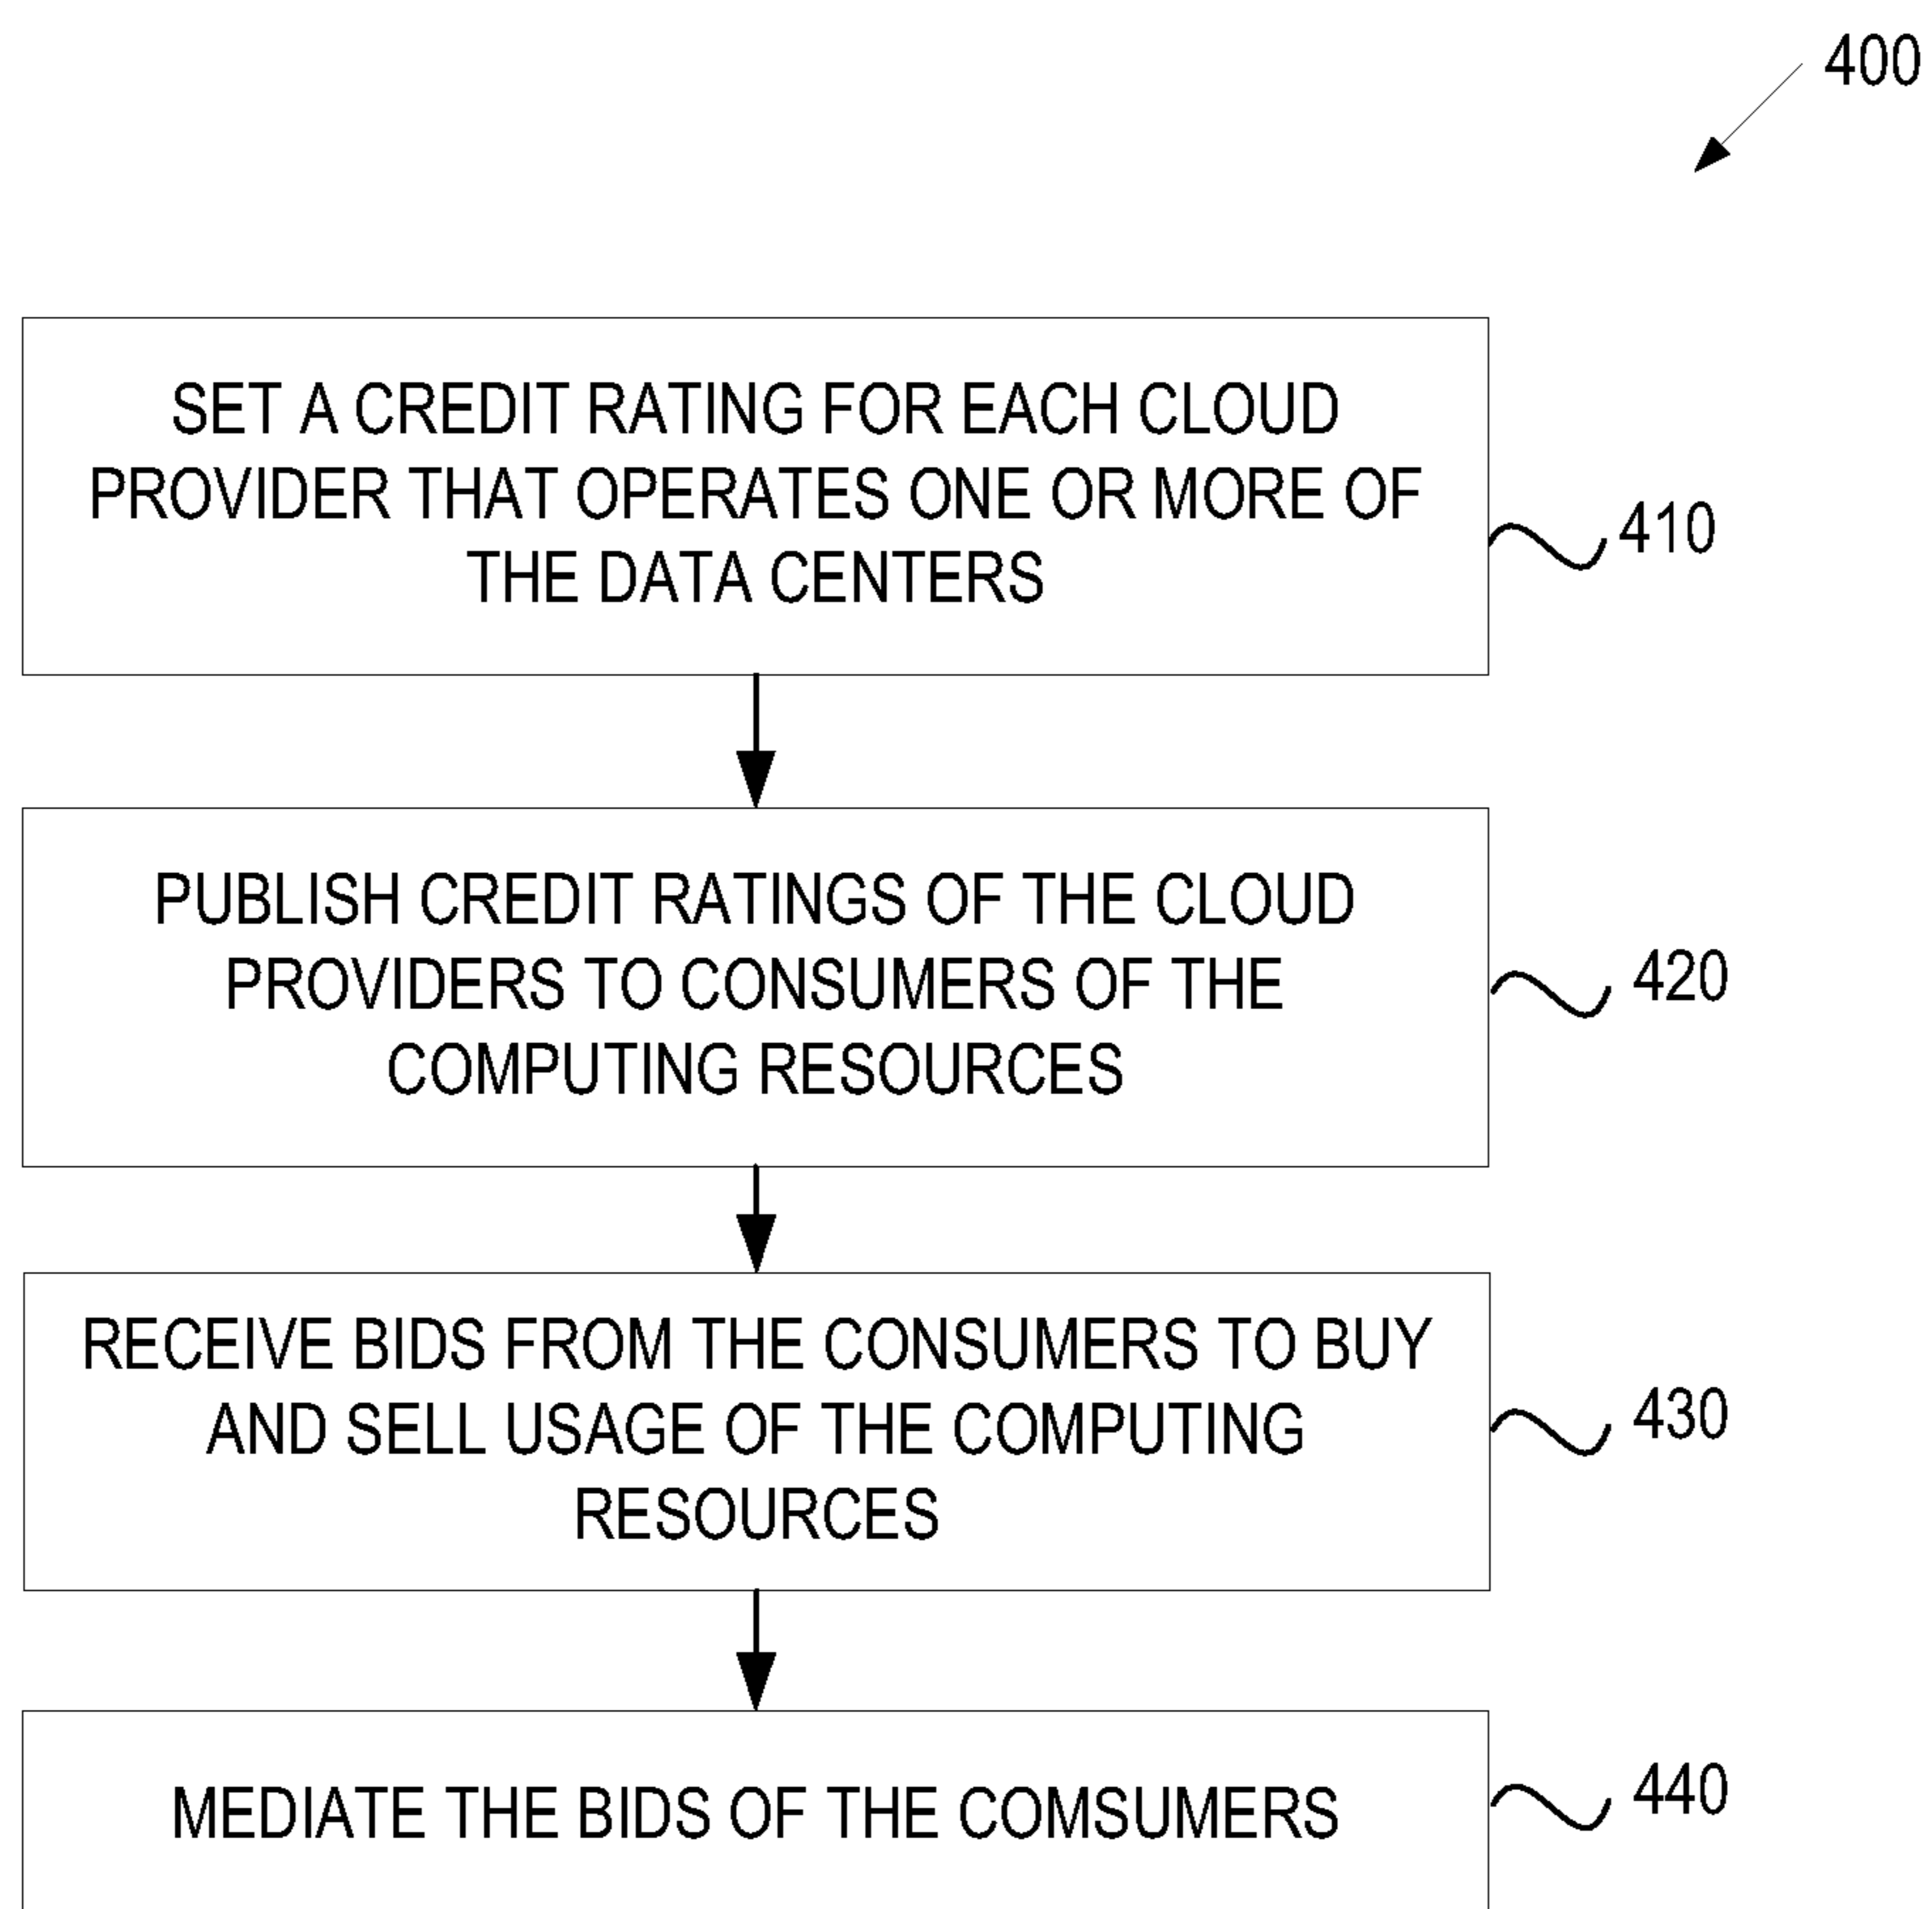 400
SET A CREDIT RATING FOR EACH CLOUD
PROVIDER THAT OPERATES ONE OR MORE OF
THE DATA CENTERS
410
PUBLISH CREDIT RATINGS OF THE CLOUD
PROVIDERS TO CONSUMERS OF THE
COMPUTING RESOURCES
420
RECEIVE BIDS FROM THE CONSUMERS TO BUY
AND SELL USAGE OF THE COMPUTING
RESOURCES
430
MEDIATE THE BIDS OF THE COMSUMERS
440